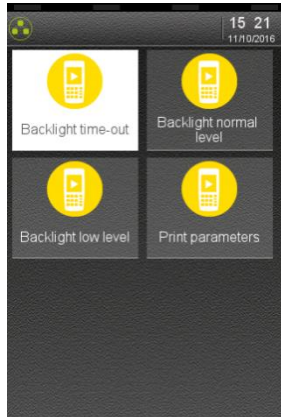 15 21
11/10/2016
Backlight time-out
Backlight normal
level
Backlight low level
Print parameters